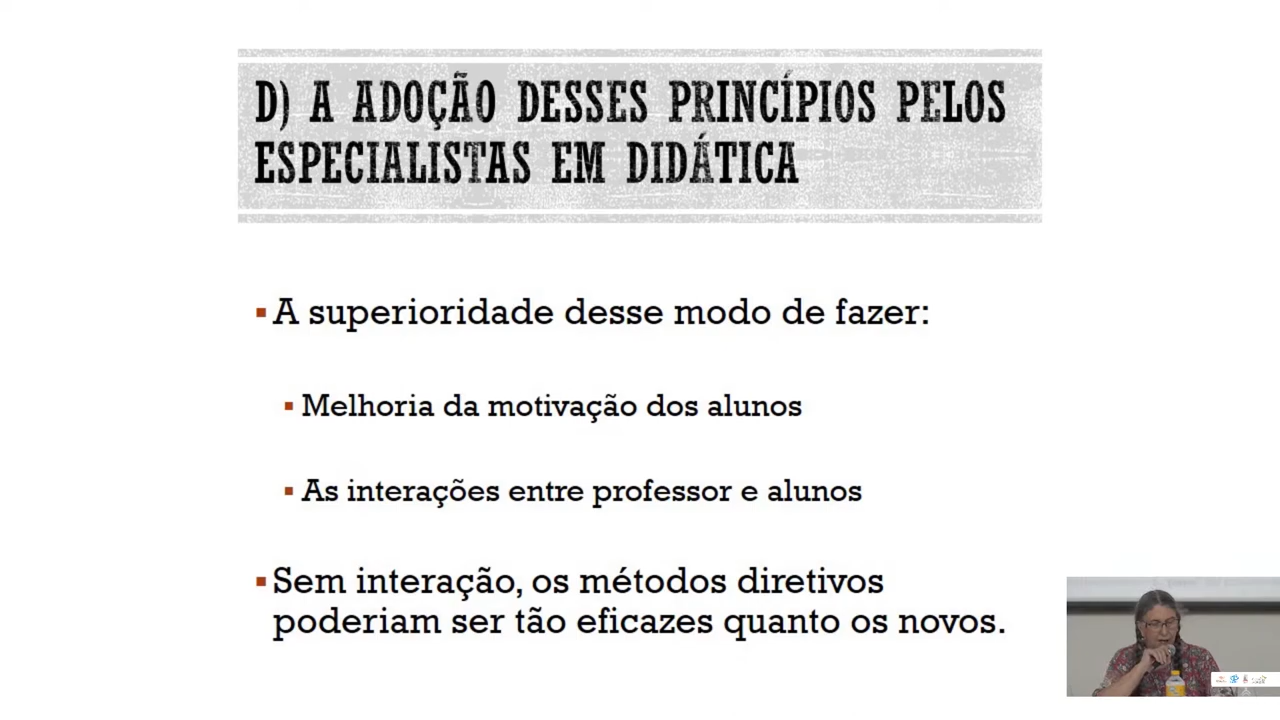 D) A ADOÇÃO DESSES PRINCÍPIOS PELOS
ESPECIALISTAS EM DIDÁTICA
A superioridade desse modo de fazer:
Melhoria da motivação dos alunos
As interações entre professor e alunos
Sem interação, os métodos diretivos
poderiam ser tão eficazes quanto os novos.